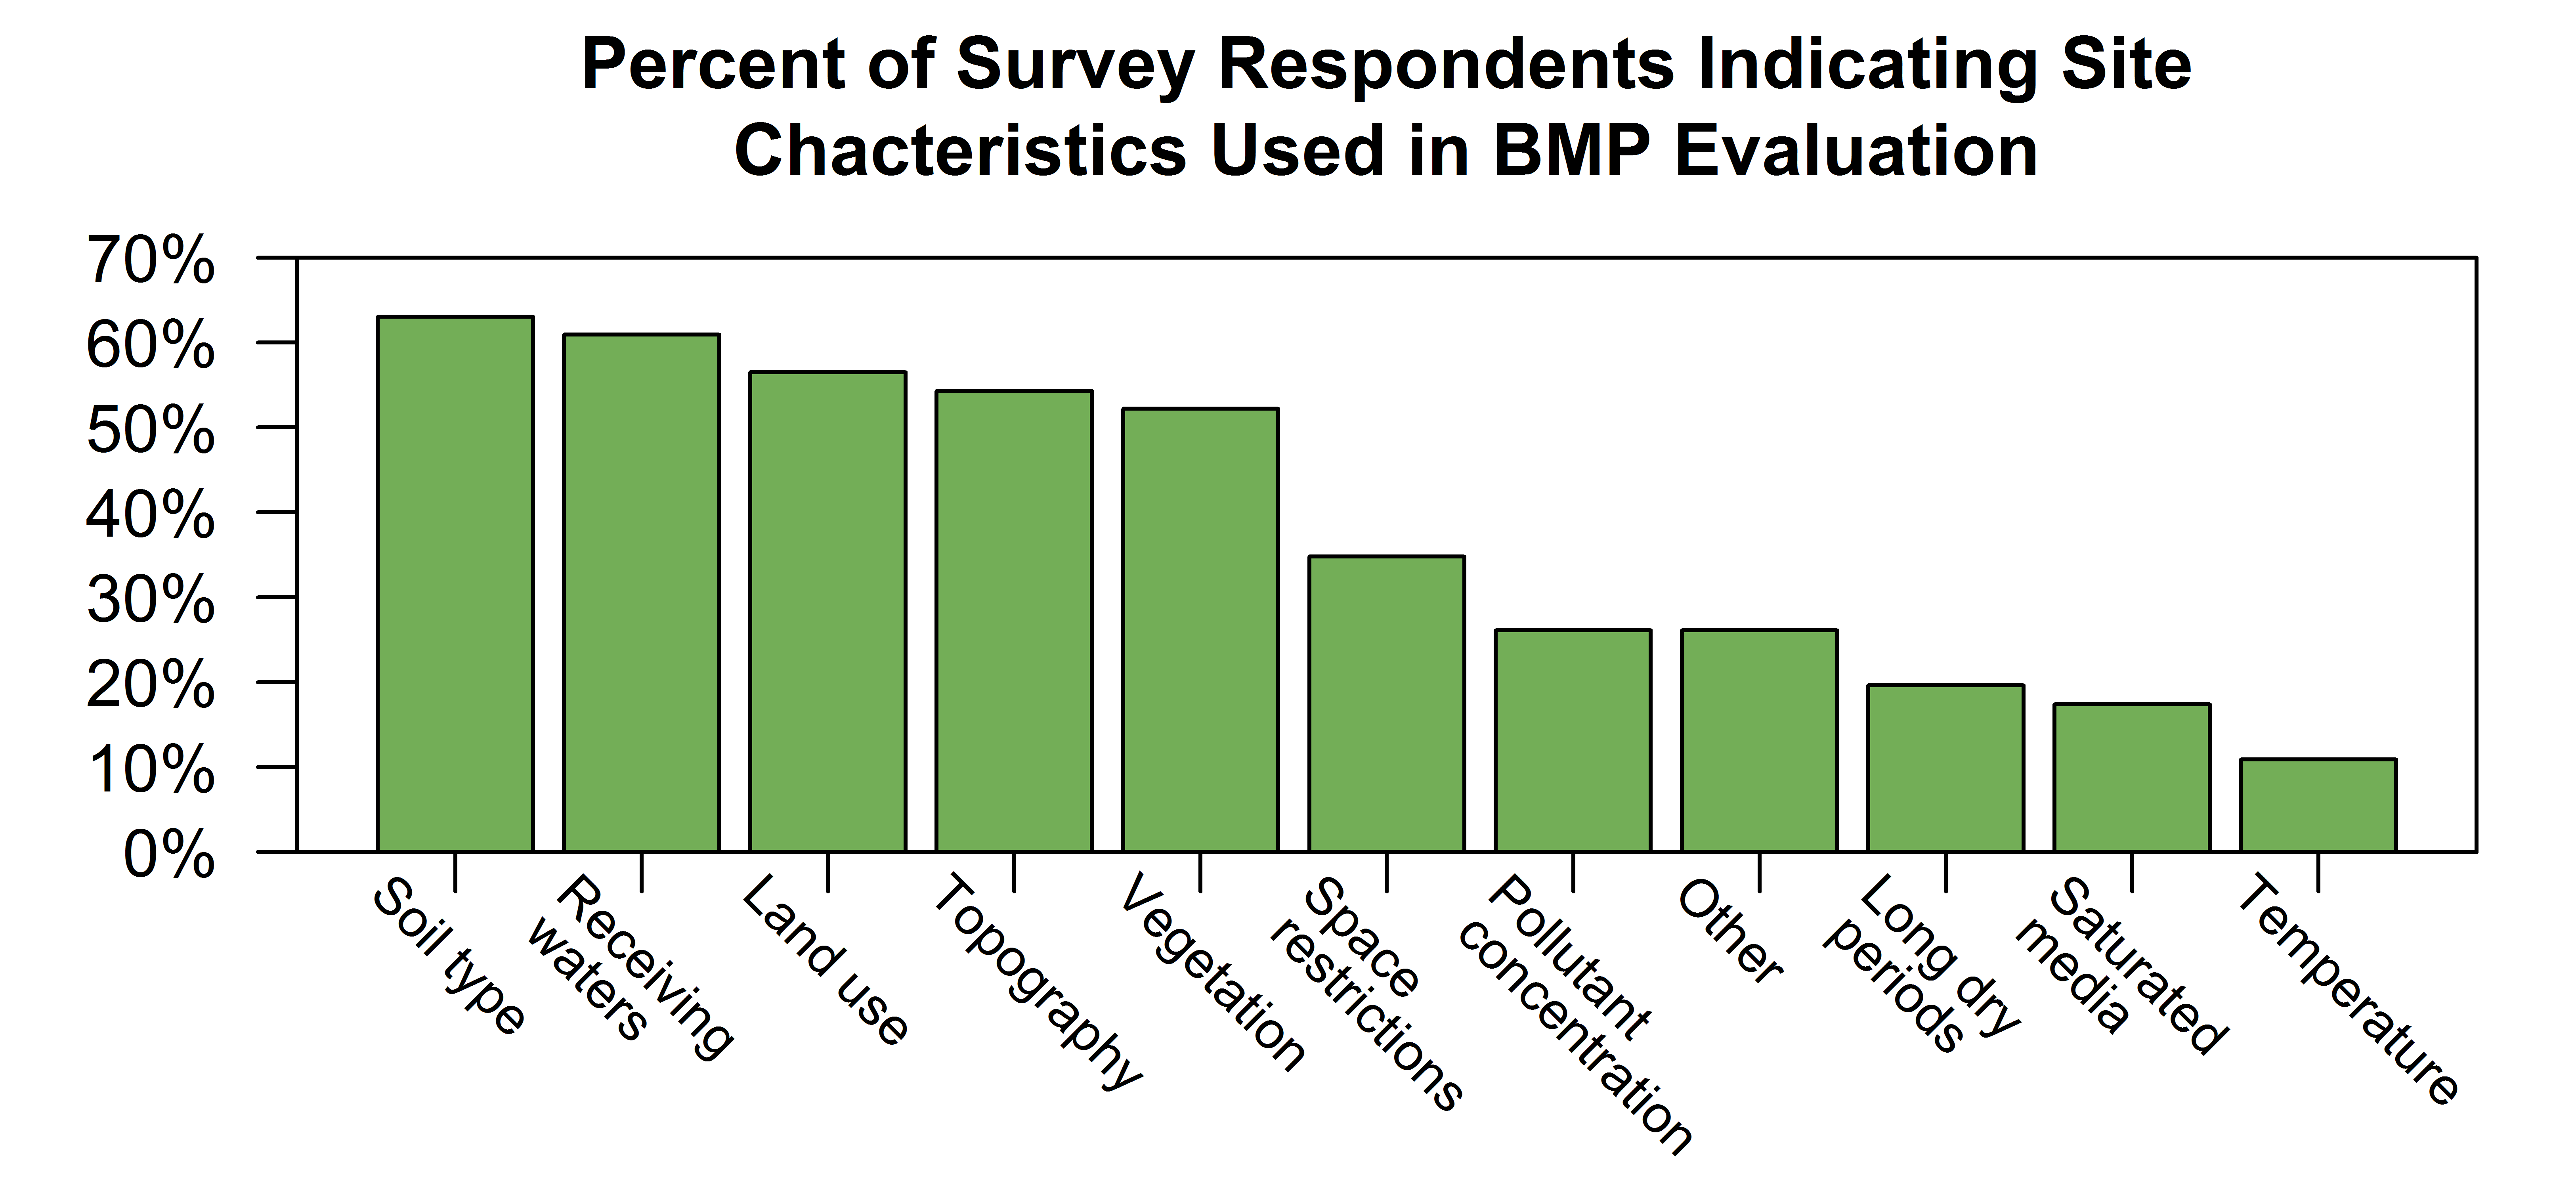 Percent of Survey Respondents Indicating Site
Chacteristics Used in BMP Evaluation
70%
60%
50%
40%
30%
20%
10%
0%
Soil type
Receiving
waters
Land use
Topography
Vegetation
Space
restrictions
Pollutant
concentration
Other
Long dry
periods
Saturated
media
Temperature